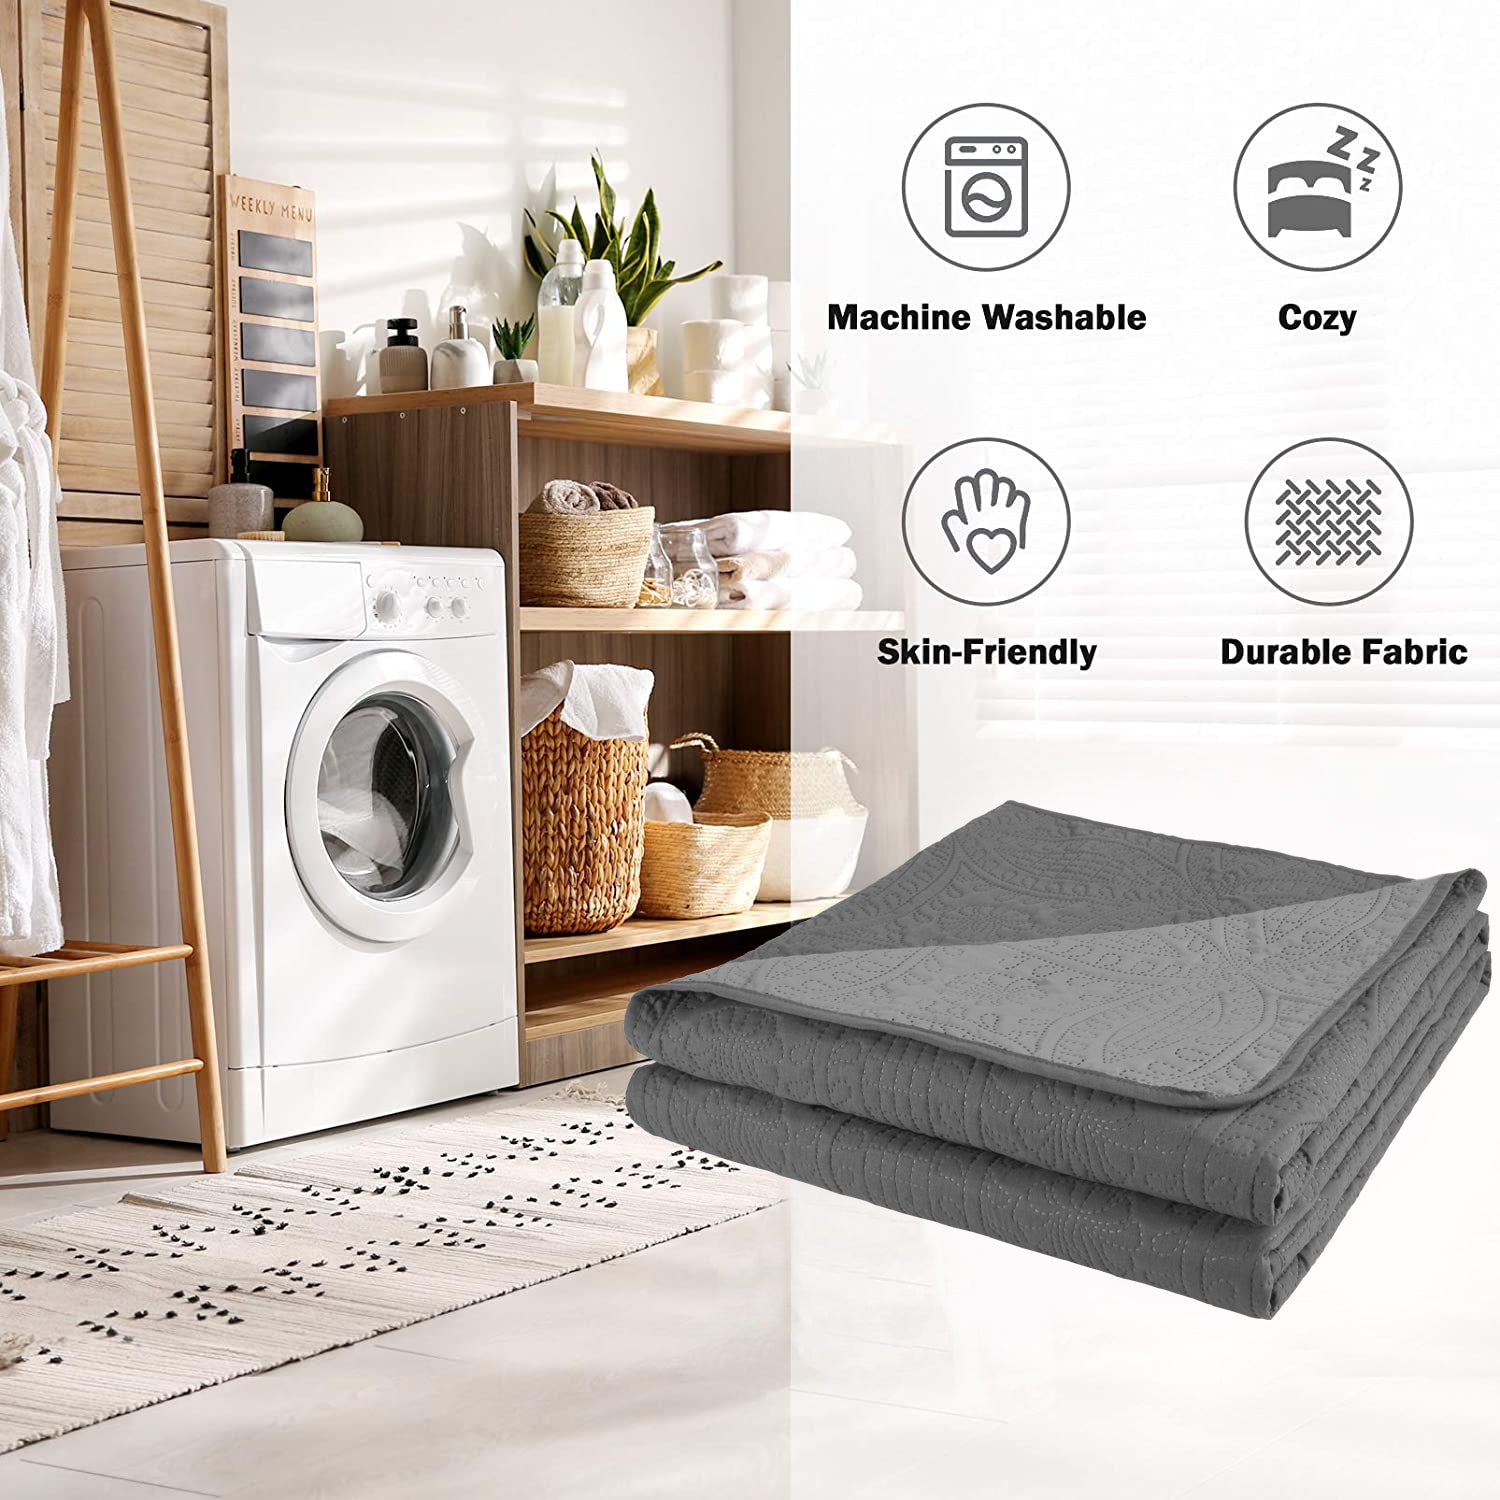 WEEKLY MENU
Machine Washable
Cozy
Skin-Friendly
Durable Fabric